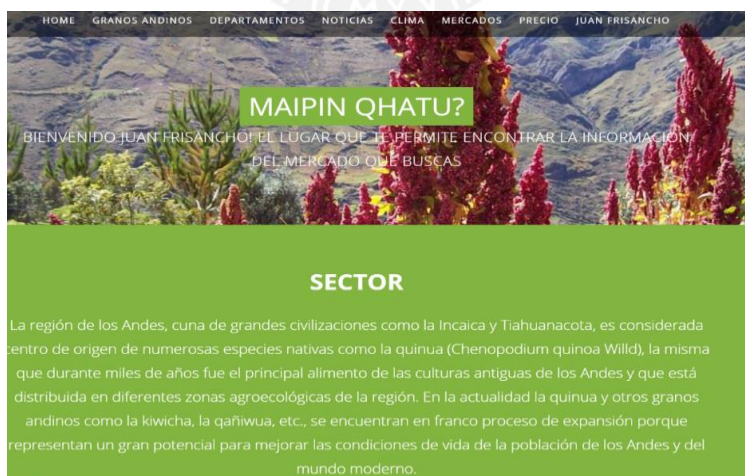 HOME GRANOS ANDINOS DEPARTAMENTOS NOTICIAS CLIMA MERCADOS PRECIO JUAN FRISANCHO
MAIPIN QHATU?
BIENVENIDO JUAN FRISANCHO! EL LUGAR QUE TE PERMITE ENCONTRAR LA INFORMACIÓN
DEL MERCADO QUE BUSCAS
SECTOR
La región de los Andes, cuna de grandes civilizaciones como la Incaica y Tiahuanacota, es considerada
centro de origen de numerosas especies nativas como la quinua (Chenopodium quinoa Willd), la misma
que durante miles de años fue el principal alimento de las culturas antiguas de los Andes y que está
distribuida en diferentes zonas agroecológicas de la región. En la actualidad la quinua y otros granos
andinos como la kiwicha, la qañiwua, etc., se encuentran en franco proceso de expansión porque
representan un gran potencial para mejorar las condiciones de vida de la población de los Andes y del
mundo moderno.